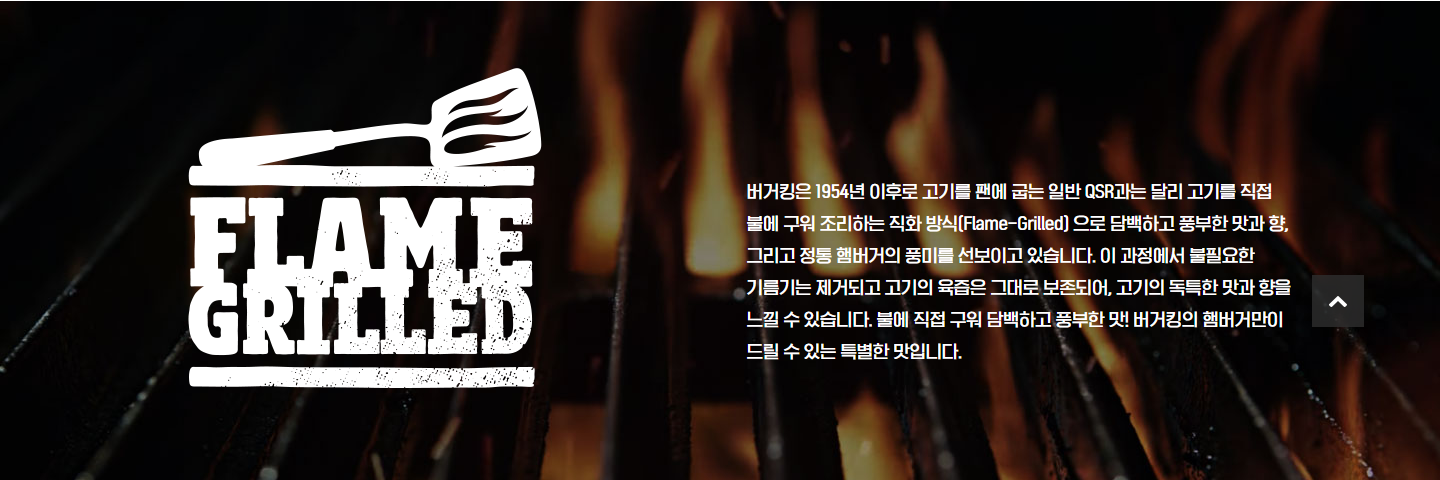 FLAME
GRILLED
버거킹은 1954년 이후로 고기를 팬에 굽는 일반 QSR과는 달리 고기를 직접
불에 구워 조리하는 직화 방식(Flame-Grilled) 으로 담백하고 풍부한 맛과 향,
그리고 정통 햄버거의 풍미를 선보이고 있습니다. 이 과정에서 불필요한
기름기는 제거되고 고기의 육즙은 그대로 보존되어, 고기의 독특한 맛과 향을
느낄 수 있습니다. 불에 직접 구워 담백하고 풍부한 맛! 버거킹의 햄버거만이
드릴 수 있는 특별한 맛입니다.